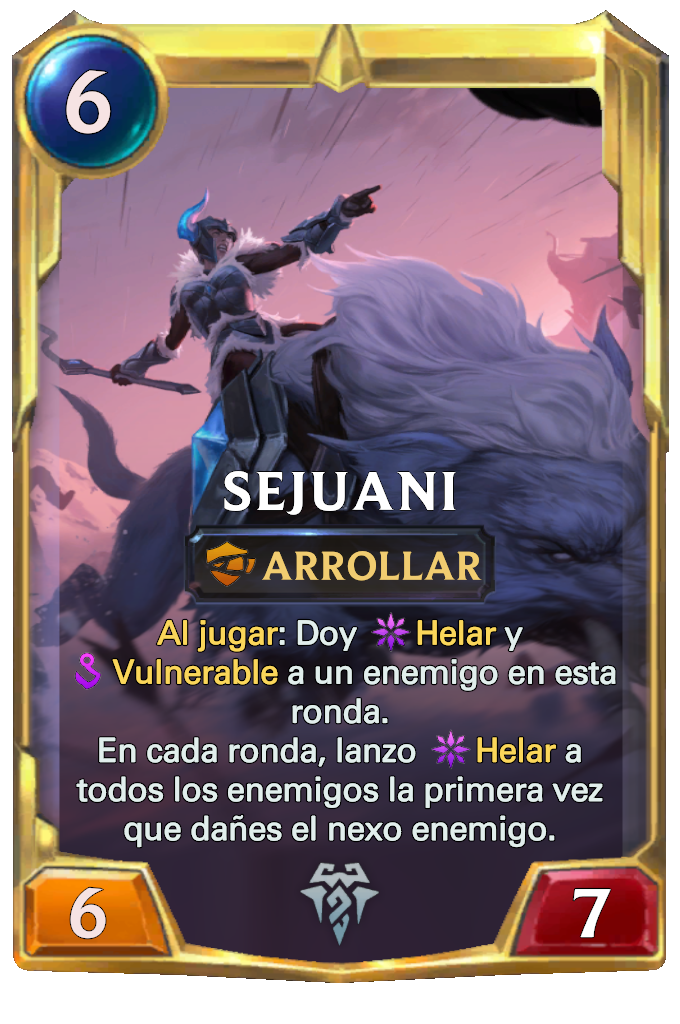 6
SEJUANI
ARROLLAR
Al jugar: Doy Helar y
Vulnerable a un enemigo en esta
ronda.
En cada ronda, lanzo Helar a
todos los enemigos la primera vez
que dañes el nexo enemigo.
6
7